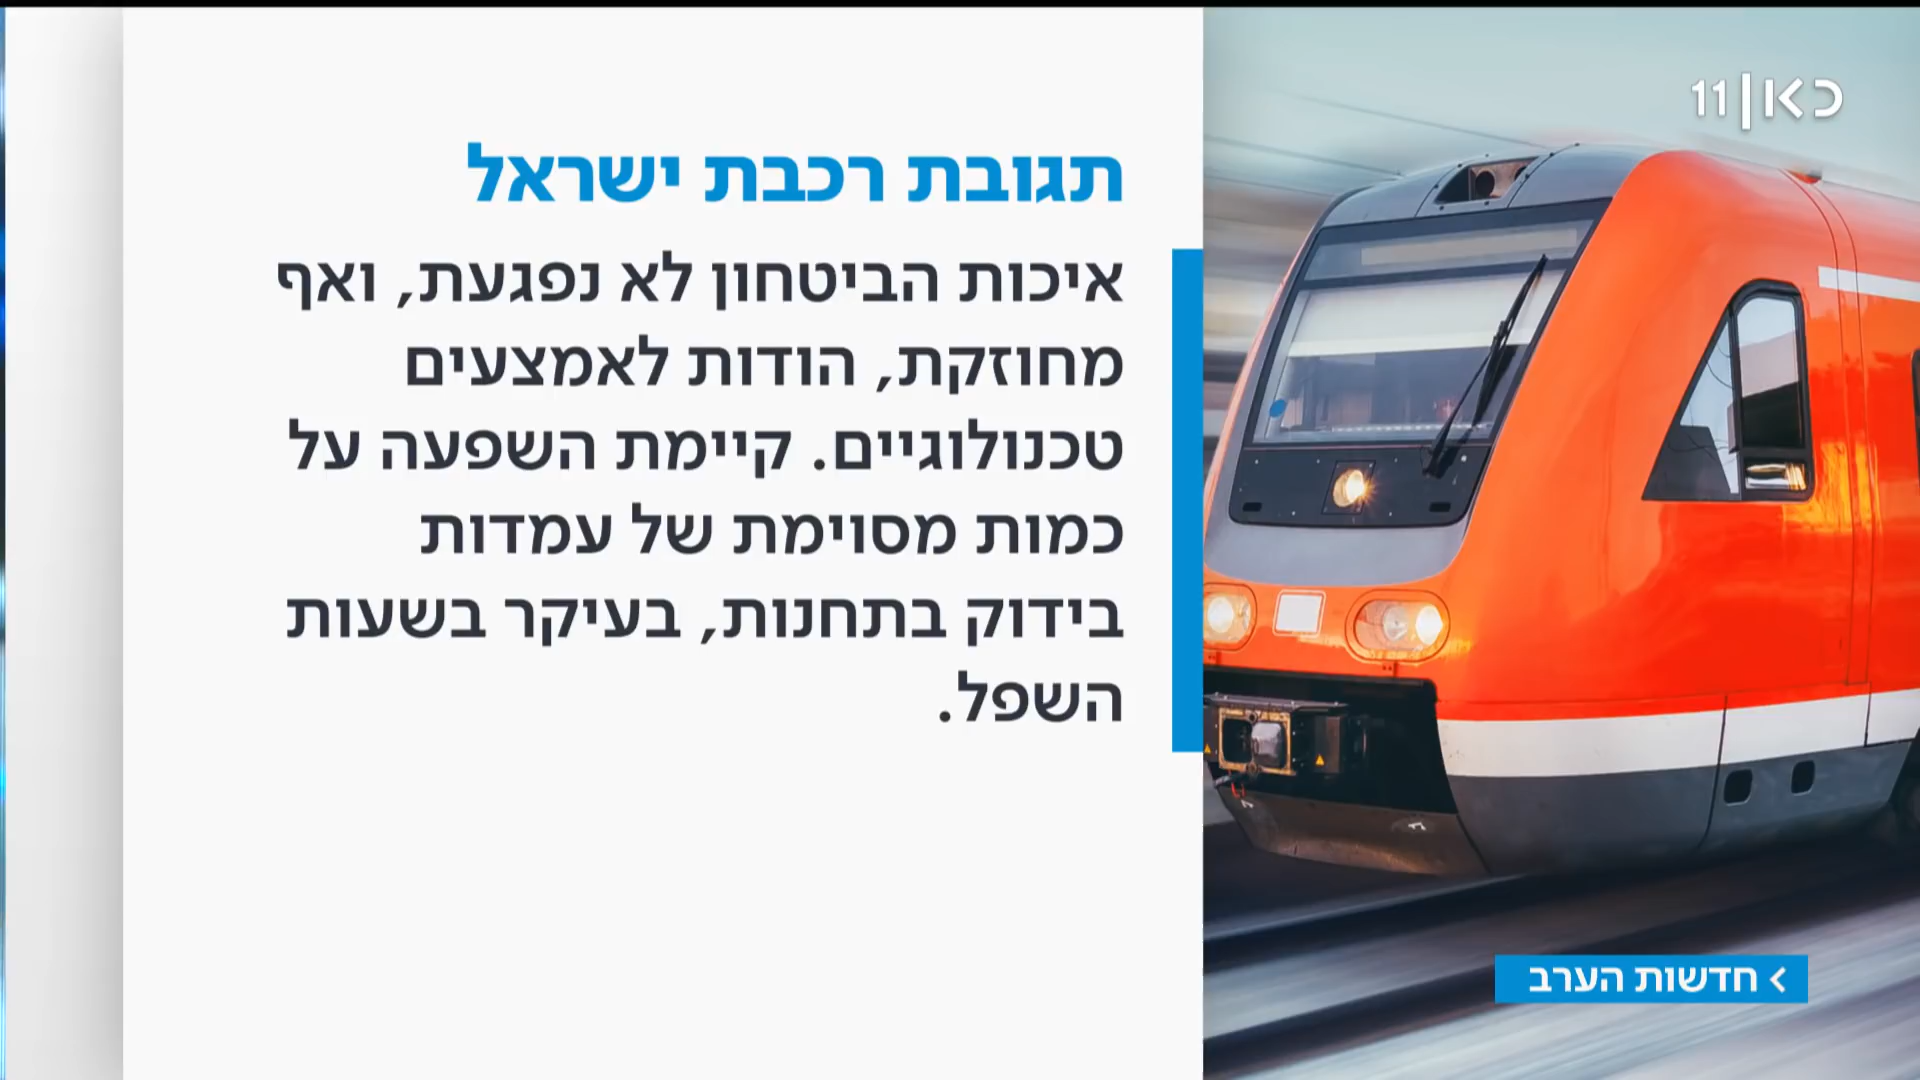 כאן|11
תגובת רכבת ישראל
איכות הביטחון לא נפגעת, ואף
מחוזקת, הודות לאמצעים
טכנולוגיים. קיימת השפעה על
כמות מסוימת של עמדות
בידוק בתחנות, בעיקר בשעות
השפל.
חדשות הערב